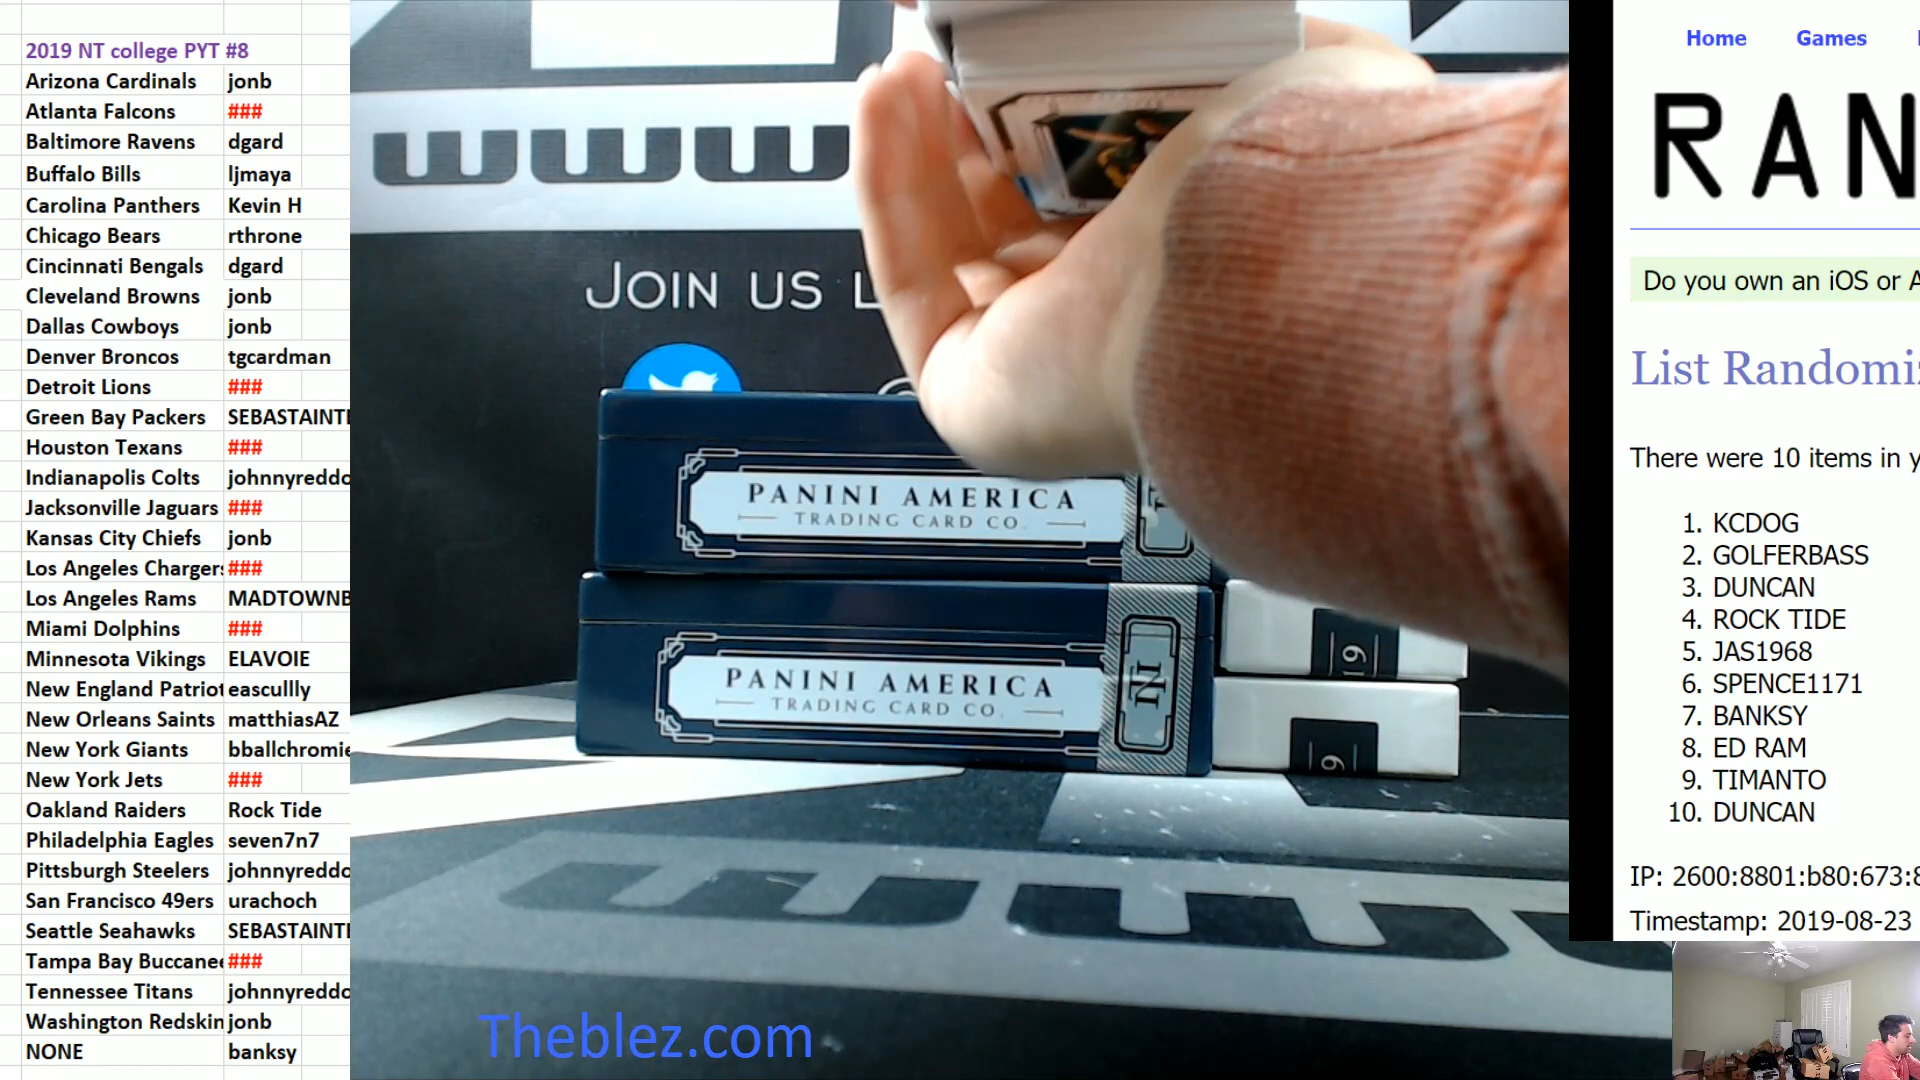 2019 NT college PYT #8
Arizona Cardinals jonb
Atlanta Falcons ###
Baltimore Ravens dgard
Buffalo Bills ljmaya
Carolina Panthers Kevin H
Chicago Bears rthrone
Cincinnati Bengals dgard
Cleveland Browns jonb
Dallas Cowboys jonb
Denver Broncos tgcardman
Detroit Lions ###
Green Bay Packers SEBASTAINT
Houston Texans ###
Indianapolis Colts johnnyreddo
Jacksonville Jaguars ###
Kansas City Chiefs jonb
Los Angeles Chargers ###
Los Angeles Rams MADTOWNB
Miami Dolphins ###
Minnesota Vikings ELAVOIE
New England Patriot eascullly
New Orleans Saints matthiasAZ
New York Giants bballchromie
New York Jets ###
Oakland Raiders Rock Tide
Philadelphia Eagles seven7n7
Pittsburgh Steelers johnnyreddo
San Francisco 49ers urachoch
Seattle Seahawks SEBASTAINT
Tampa Bay Buccanee ###
Tennessee Titans johnnyreddo
Washington Redskin jonb
NONE banksy
www
JOIN US L
PANINI AMERICA
TRADING CARD CO.
PANINI AMERICA
TRADING CARD CO.
19
9
Theblez.com
Home Games
RAN
Do you own an iOS or A
List Randomiz
There were 10 items in y
1. KCDOG
2. GOLFERBASS
3. DUNCAN
4. ROCK TIDE
5. JAS1968
6. SPENCE1171
7. BANKSY
8. ED RAM
9. TIMANTO
10. DUNCAN
IP: 2600:8801:b80:673:8
Timestamp: 2019-08-23